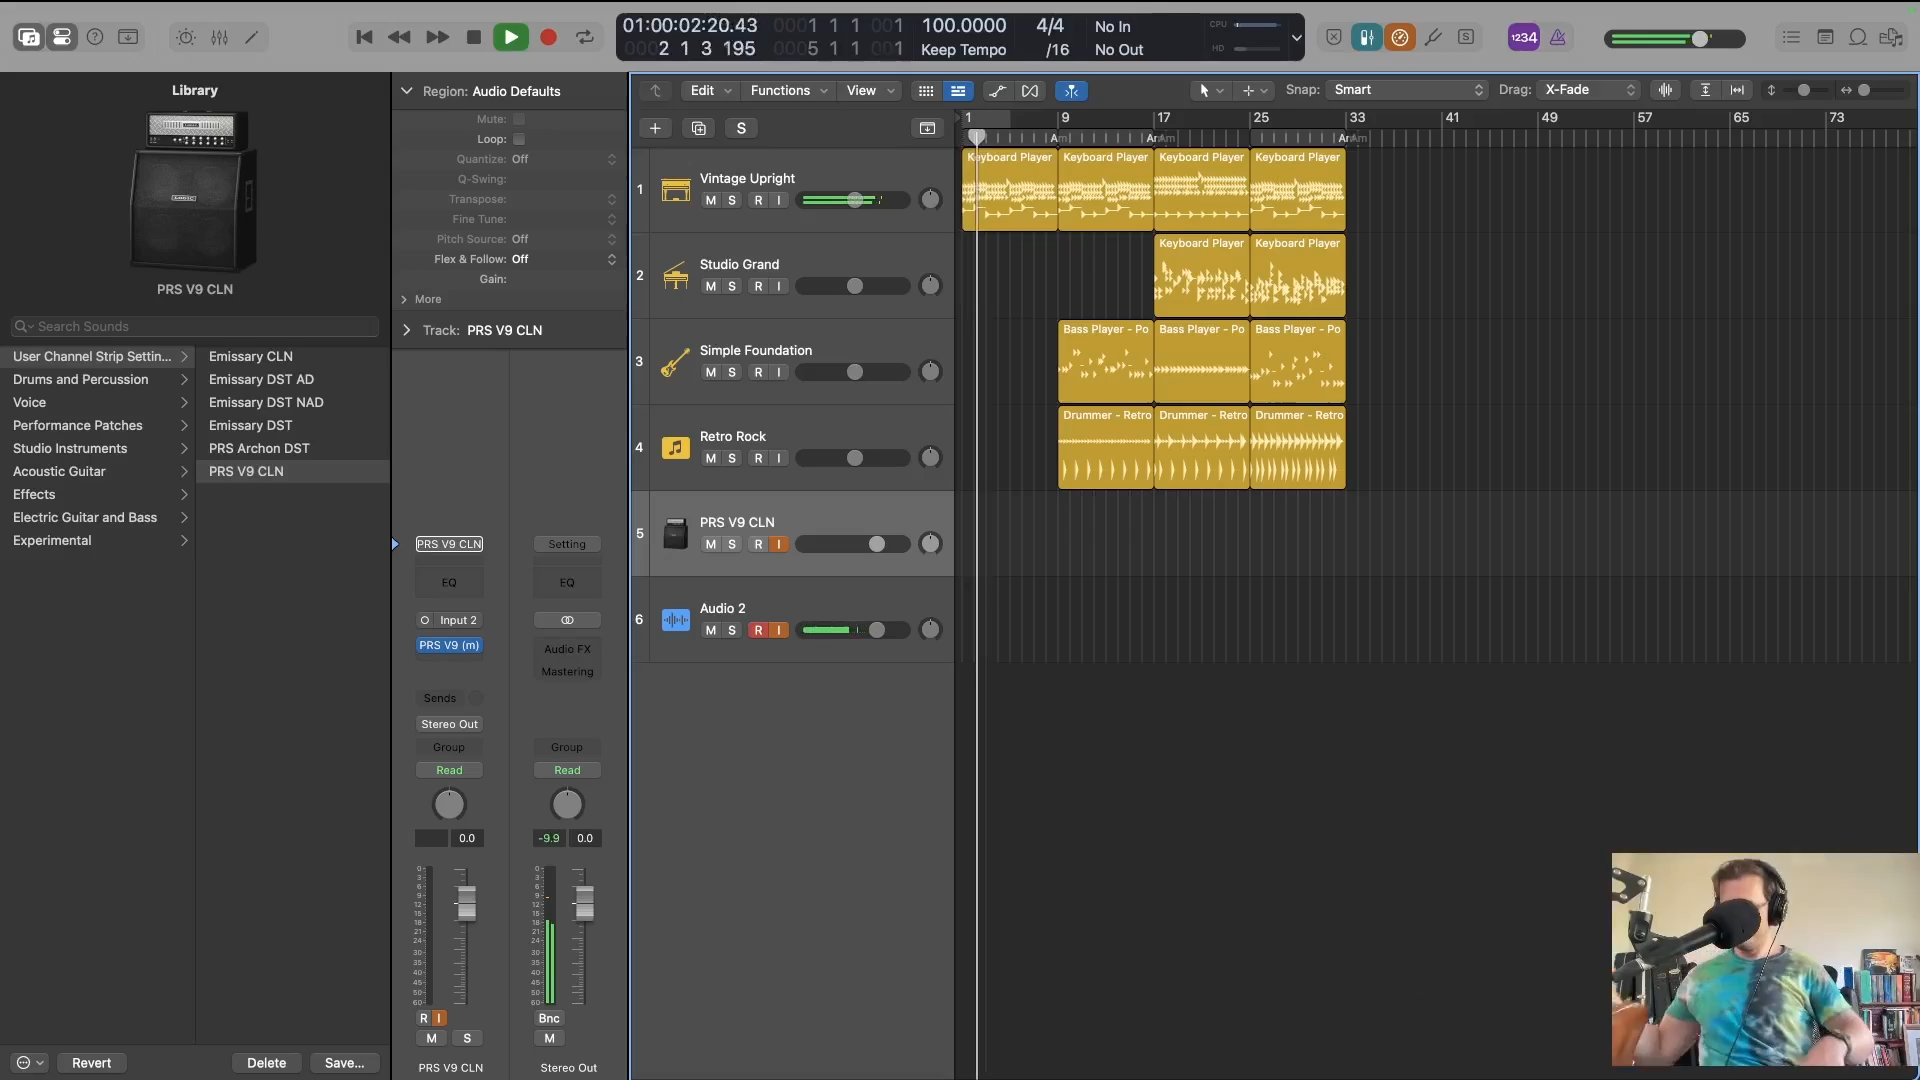 01:00:02:20.43
0001 1 1 001
100.0000
4/4
No In
CPU
0002 1 3 195
0005 1 1 001
Keep Tempo
/16
No Out
HD
1234
Library
PRS V9 CLN
Search Sounds
User Channel Strip Settin...
Drums and Percussion
Voice
Performance Patches
Studio Instruments
Acoustic Guitar
Effects
Electric Guitar and Bass
Experimental
Emissary CLN
Emissary DST AD
Emissary DST NAD
Emissary DST
PRS Archon DST
PRS V9 CLN
Revert
Delete
Save...
Region: Audio Defaults
Mute:
Loop:
Quantize: Off
Q-Swing:
Transpose:
Fine Tune:
Pitch Source: Off
Flex & Follow: Off
Gain:
More
Track: PRS V9 CLN
PRS V9 CLN
Setting
EQ
EQ
Input 2
PRS V9 (m)
Audio FX
Mastering
Sends
Stereo Out
Group
Group
Read
Read
0.0
-9.9 0.0
R I
Bnc
M S
M
PRS V9 CLN
Stereo Out
Edit
Functions
View
Snap: Smart
Drag: X-Fade
S
1 9 17 25 33 41 49 57 65 73
1
Vintage Upright
M S R I
2
Studio Grand
M S R I
3
Simple Foundation
M S R I
4
Retro Rock
M S R I
5
PRS V9 CLN
M S R I
6
Audio 2
M S R I
Keyboard Player
Keyboard Player
Keyboard Player
Keyboard Player
Keyboard Player
Keyboard Player
Bass Player - Po
Bass Player - Po
Bass Player - Po
Drummer - Retro
Drummer - Retro
Drummer - Retro